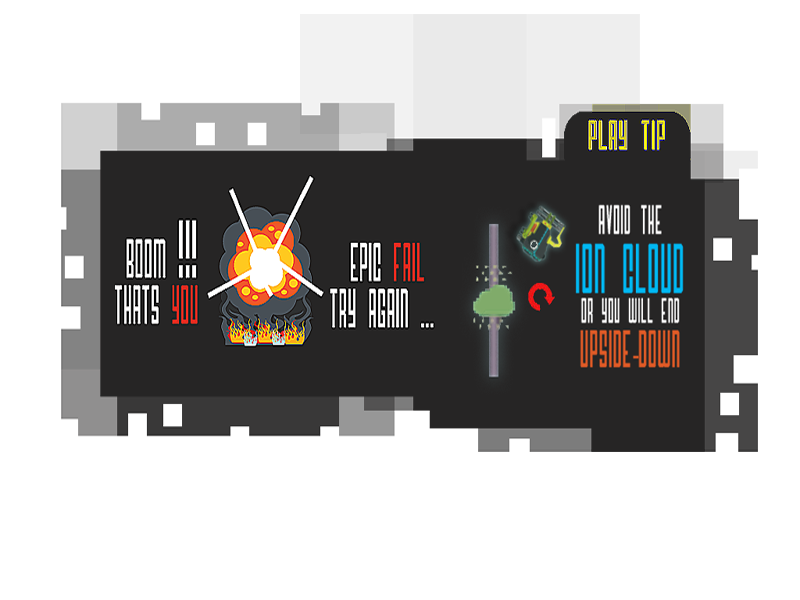 BOOM !!!
THATS YOU
EPIC FAIL
TRY AGAIN ...
PLAY TIP
AVOID THE
ION CLOUD
OR YOU WILL END
UPSIDE-DOWN